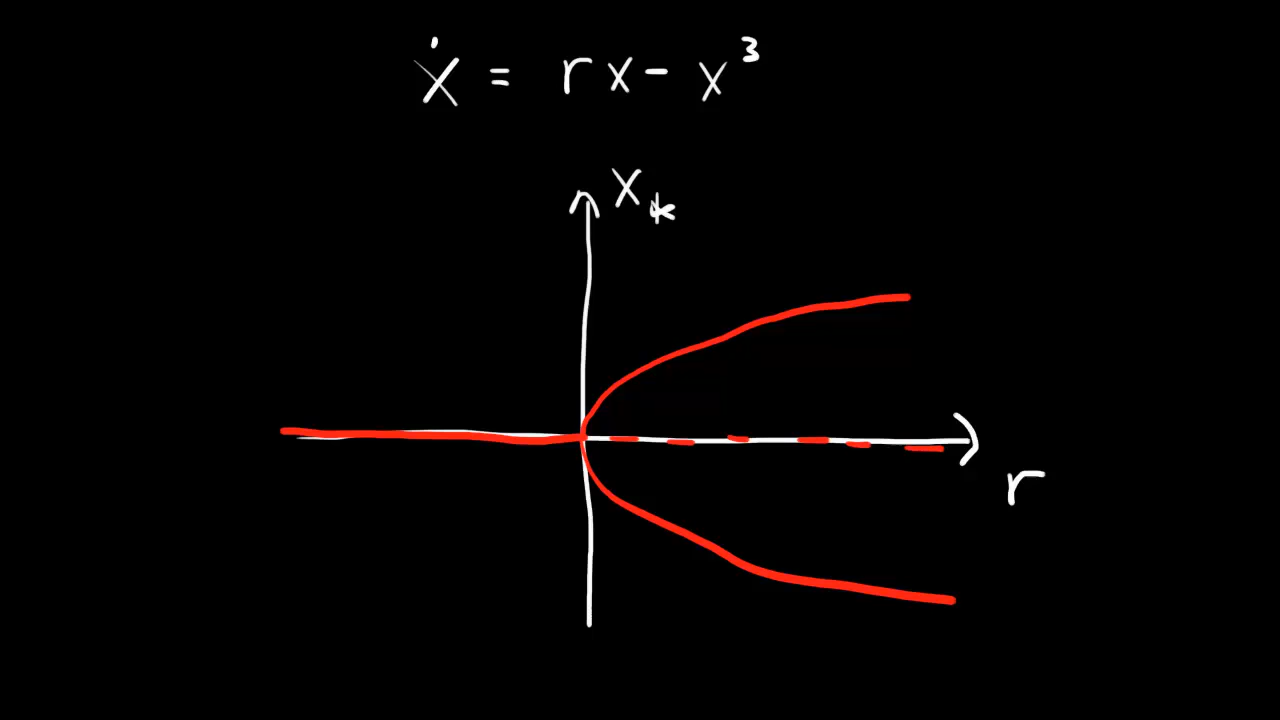 ẋ = rx - x³
x*
r